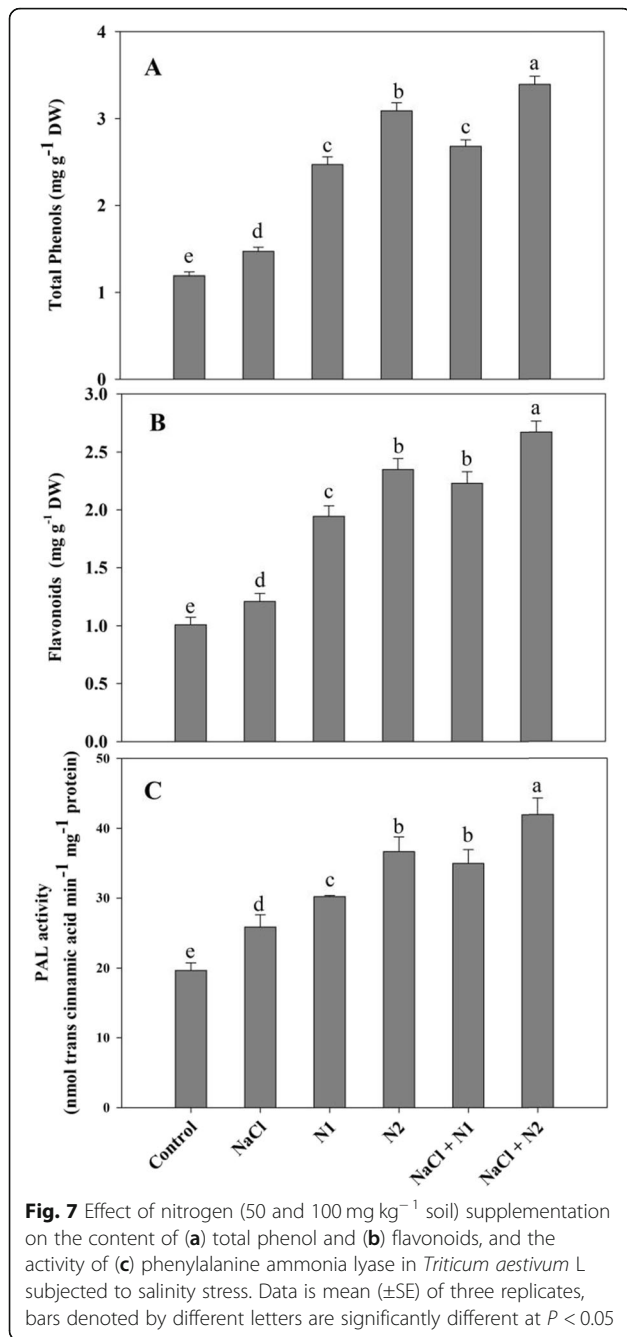 A
Total Phenols (mg g⁻¹ DW)
4
3
2
1
0
e
d
c
b
c
a
B
Flavonoids (mg g⁻¹ DW)
3.0
2.5
2.0
1.5
1.0
0.5
0.0
e
d
c
b
b
a
C
PAL activity
(nmol trans cinnamic acid min⁻¹ mg⁻¹ protein)
50
40
30
20
10
0
e
d
c
b
b
a
Control
NaCl
N1
N2
NaCl + N1
NaCl + N2
Fig. 7 Effect of nitrogen (50 and 100 mg kg⁻¹ soil) supplementation
on the content of (a) total phenol and (b) flavonoids, and the
activity of (c) phenylalanine ammonia lyase in Triticum aestivum L
subjected to salinity stress. Data is mean (±SE) of three replicates,
bars denoted by different letters are significantly different at P < 0.05